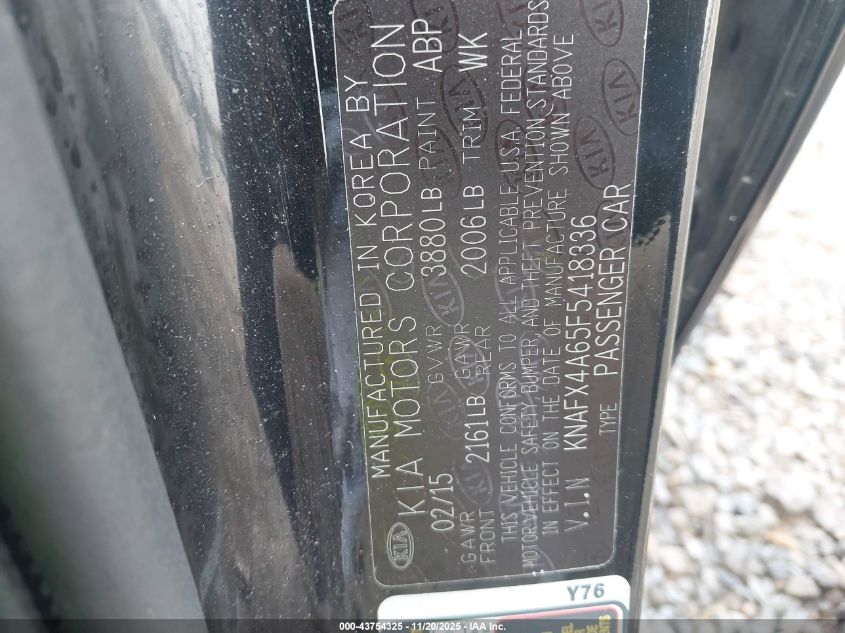 MANUFACTURED IN KOREA BY
KIA MOTORS CORPORATION
02/15 GVWR 3880LB PAINT ABP
GAWR FRONT 2161LB GAWR REAR 2006LB TRIM WK
THIS VEHICLE CONFORMS TO ALL APPLICABLE USA FEDERAL
MOTOR VEHICLE SAFETY, BUMPER, AND THEFT PREVENTION STANDARDS
IN EFFECT ON THE DATE OF MANUFACTURE SHOWN ABOVE
V.I.N KNAFX4A65F5418336
TYPE PASSENGER CAR
KIA
Y76
000-43754325 - 11/20/2025 - IAA Inc.